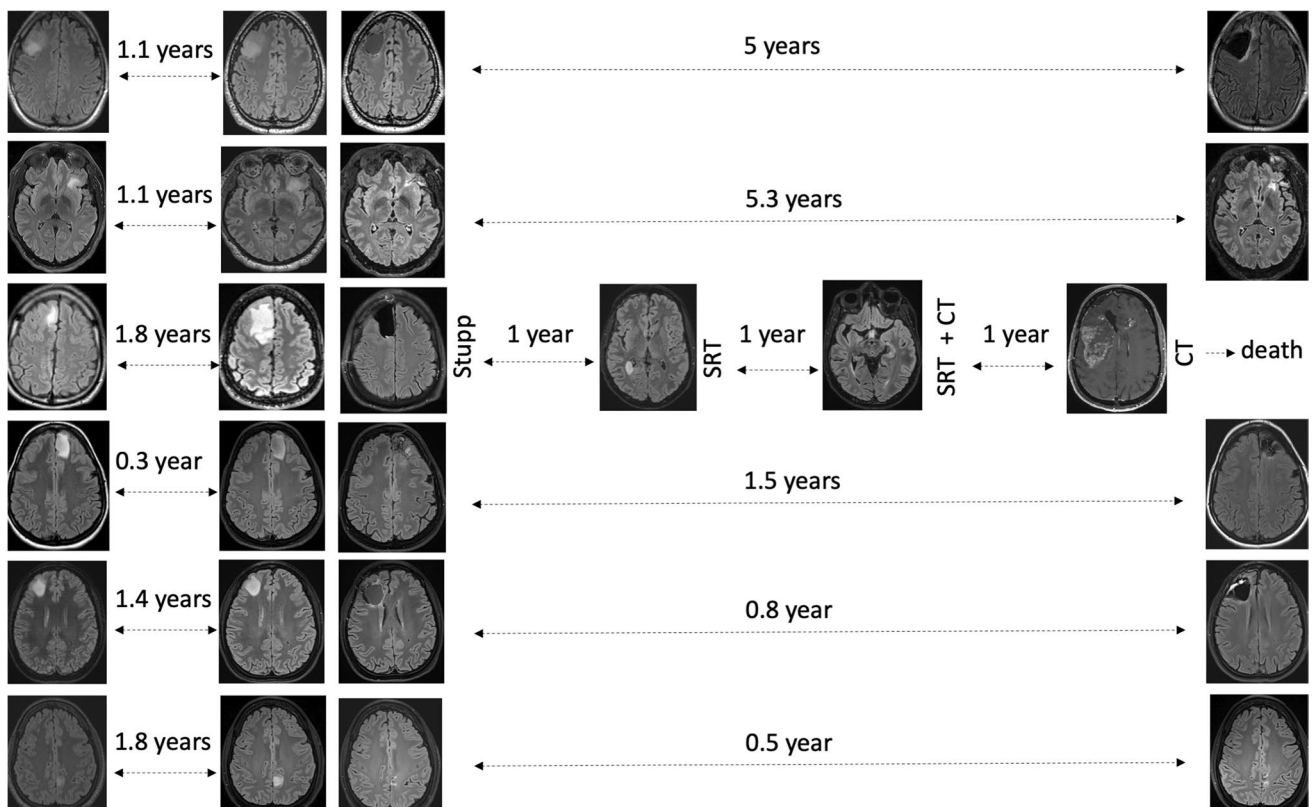 1.1 years
5 years
1.1 years
5.3 years
1.8 years
Stupp
1 year
SRT
1 year
SRT + CT
1 year
CT
death
0.3 year
1.5 years
1.4 years
0.8 year
1.8 years
0.5 year